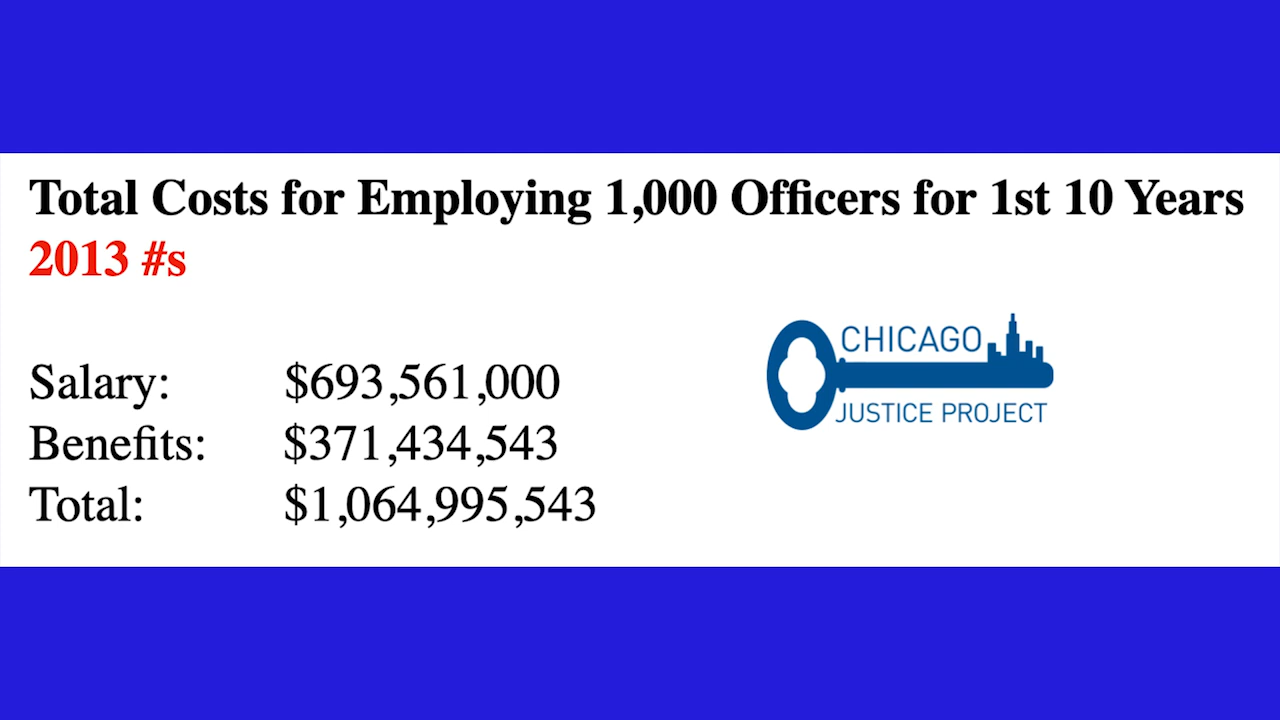 Total Costs for Employing 1,000 Officers for 1st 10 Years
2013 #s
Salary: $693,561,000
Benefits: $371,434,543
Total: $1,064,995,543
CHICAGO
JUSTICE PROJECT